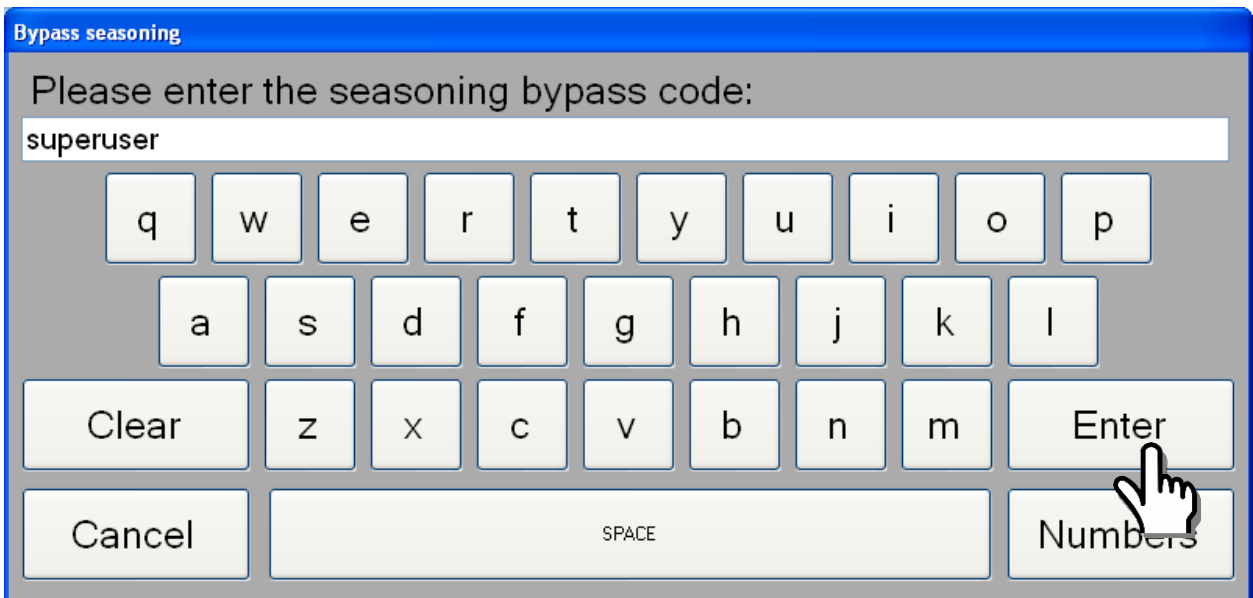 Bypass seasoning
Please enter the seasoning bypass code:
superuser
q w e r t y u i o p
a s d f g h j k l
Clear z x c v b n m Enter
Cancel SPACE Numbers